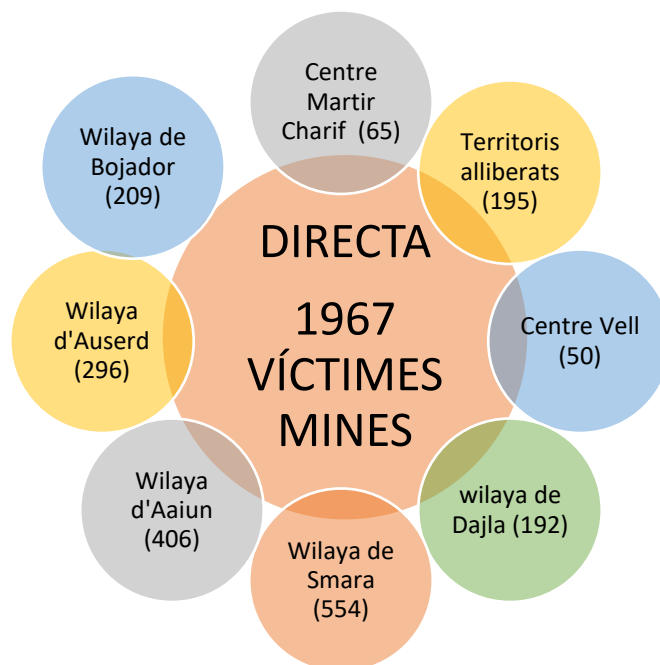 DIRECTA
1967
VÍCTIMES
MINES
Centre
Martir
Charif (65)
Territoris
alliberats
(195)
Centre Vell
(50)
wilaya de
Dajla (192)
Wilaya de
Smara
(554)
Wilaya
d'Aaiun
(406)
Wilaya
d'Auserd
(296)
Wilaya de
Bojador
(209)